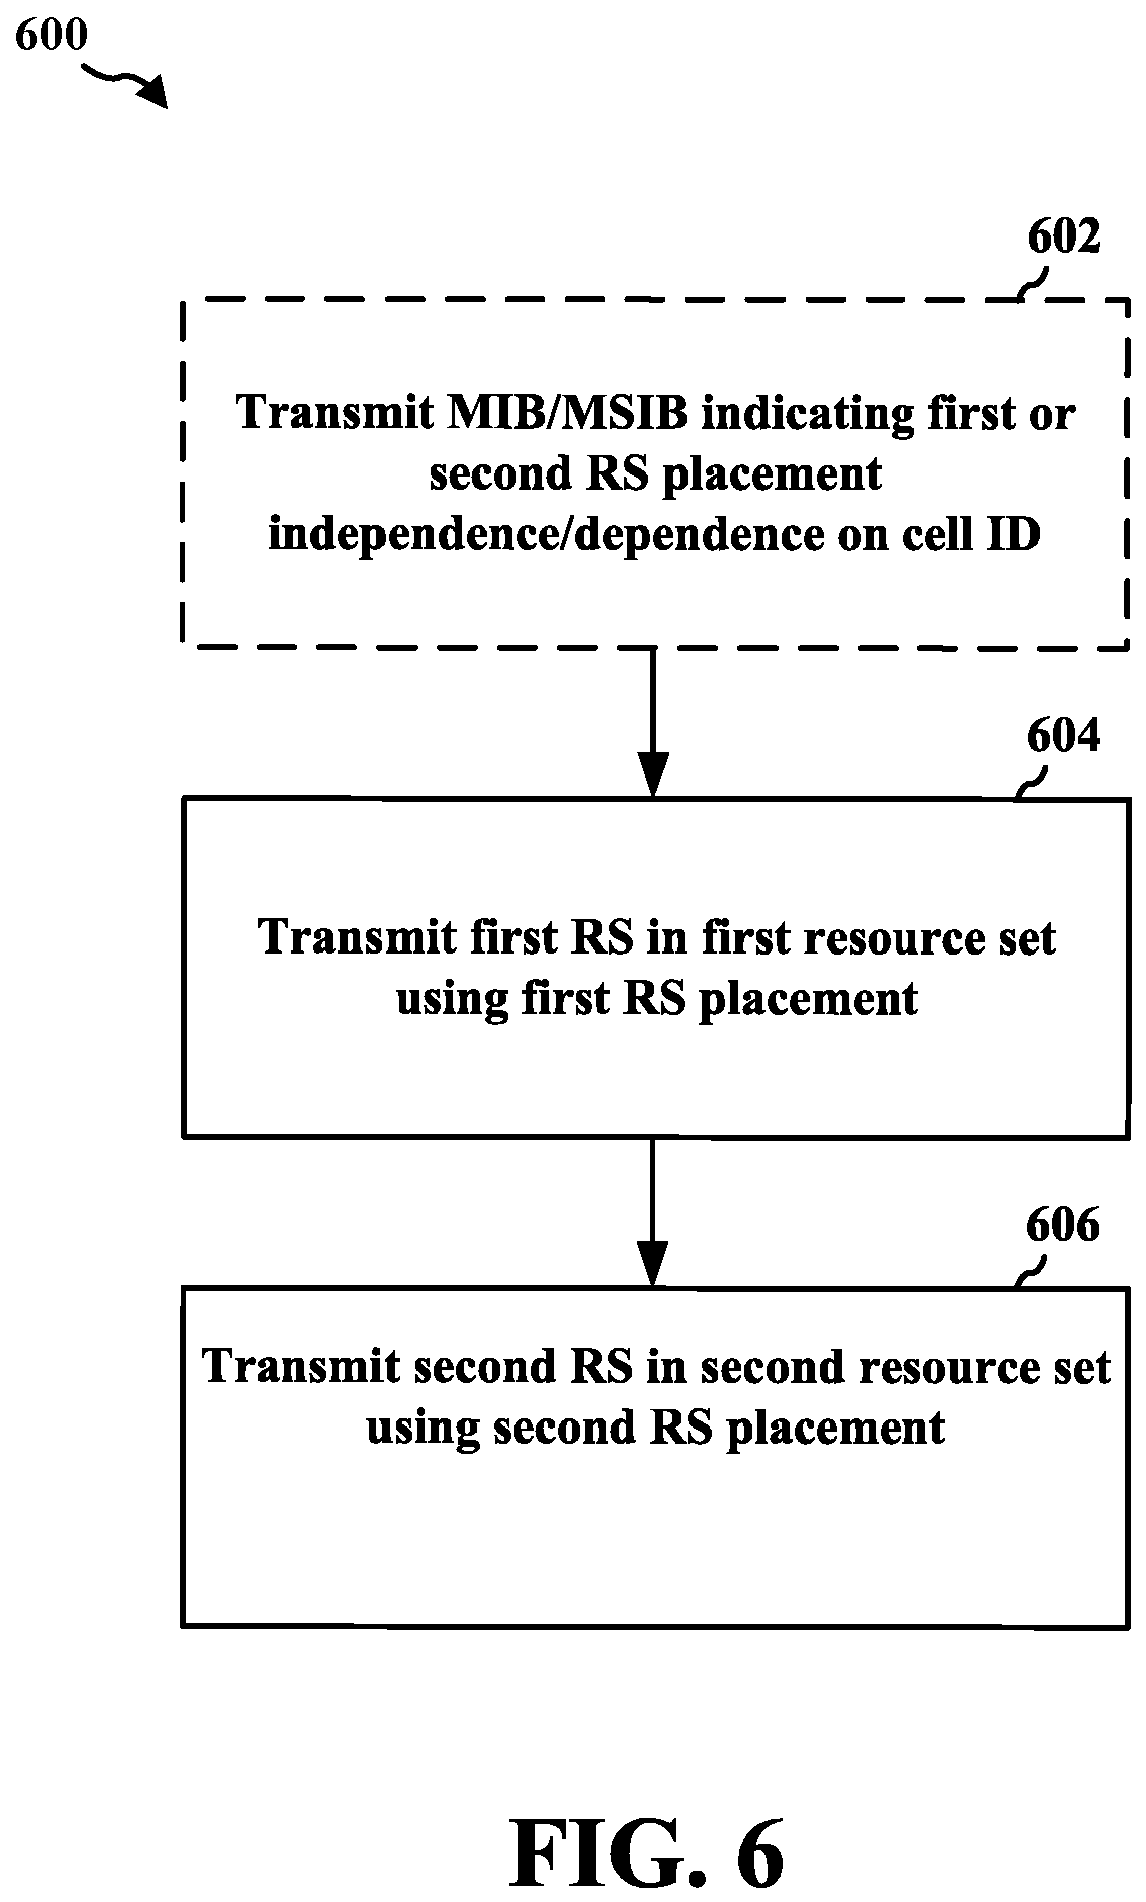 600
602
Transmit MIB/MSIB indicating first or
second RS placement
independence/dependence on cell ID
604
Transmit first RS in first resource set
using first RS placement
606
Transmit second RS in second resource set
using second RS placement
FIG. 6